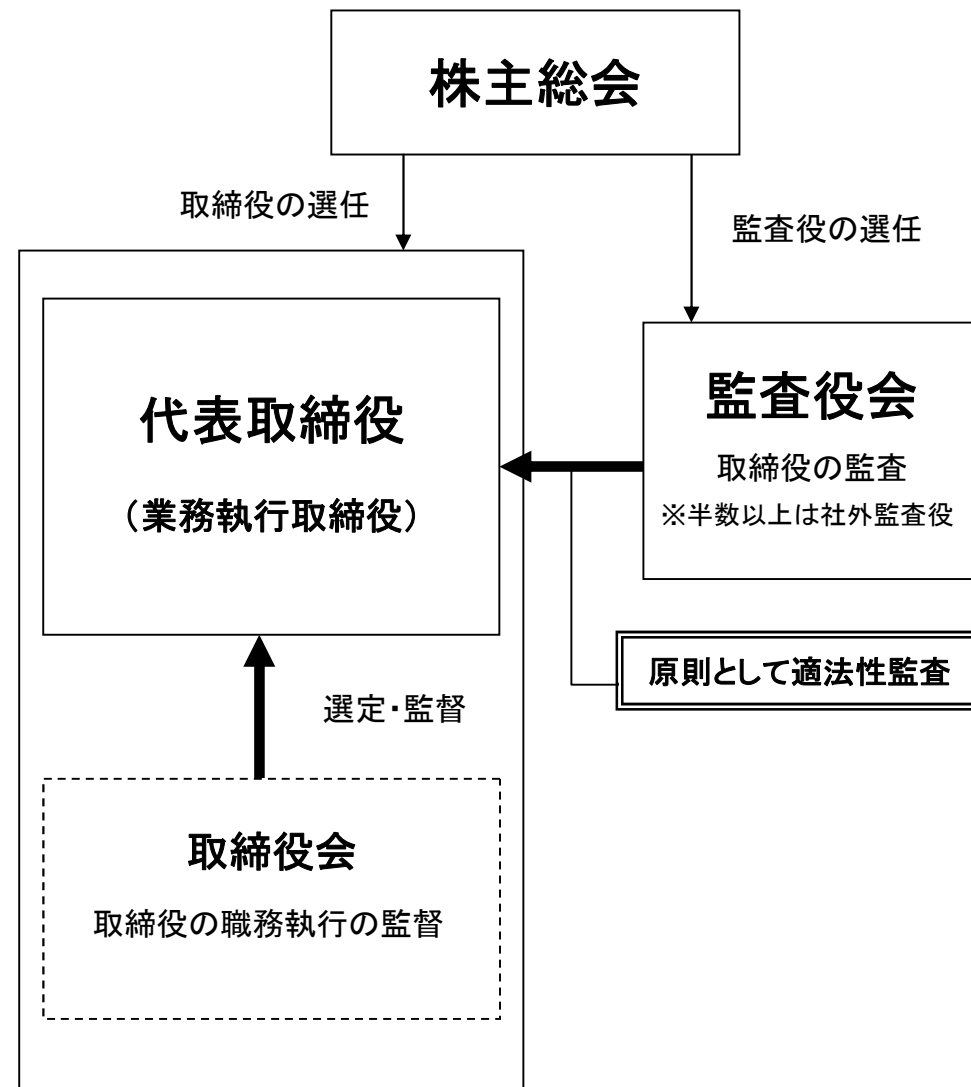 株主総会
取締役の選任
監査役の選任
代表取締役
（業務執行取締役）
監査役会
取締役の監査
※半数以上は社外監査役
原則として適法性監査
選定・監督
取締役会
取締役の職務執行の監督